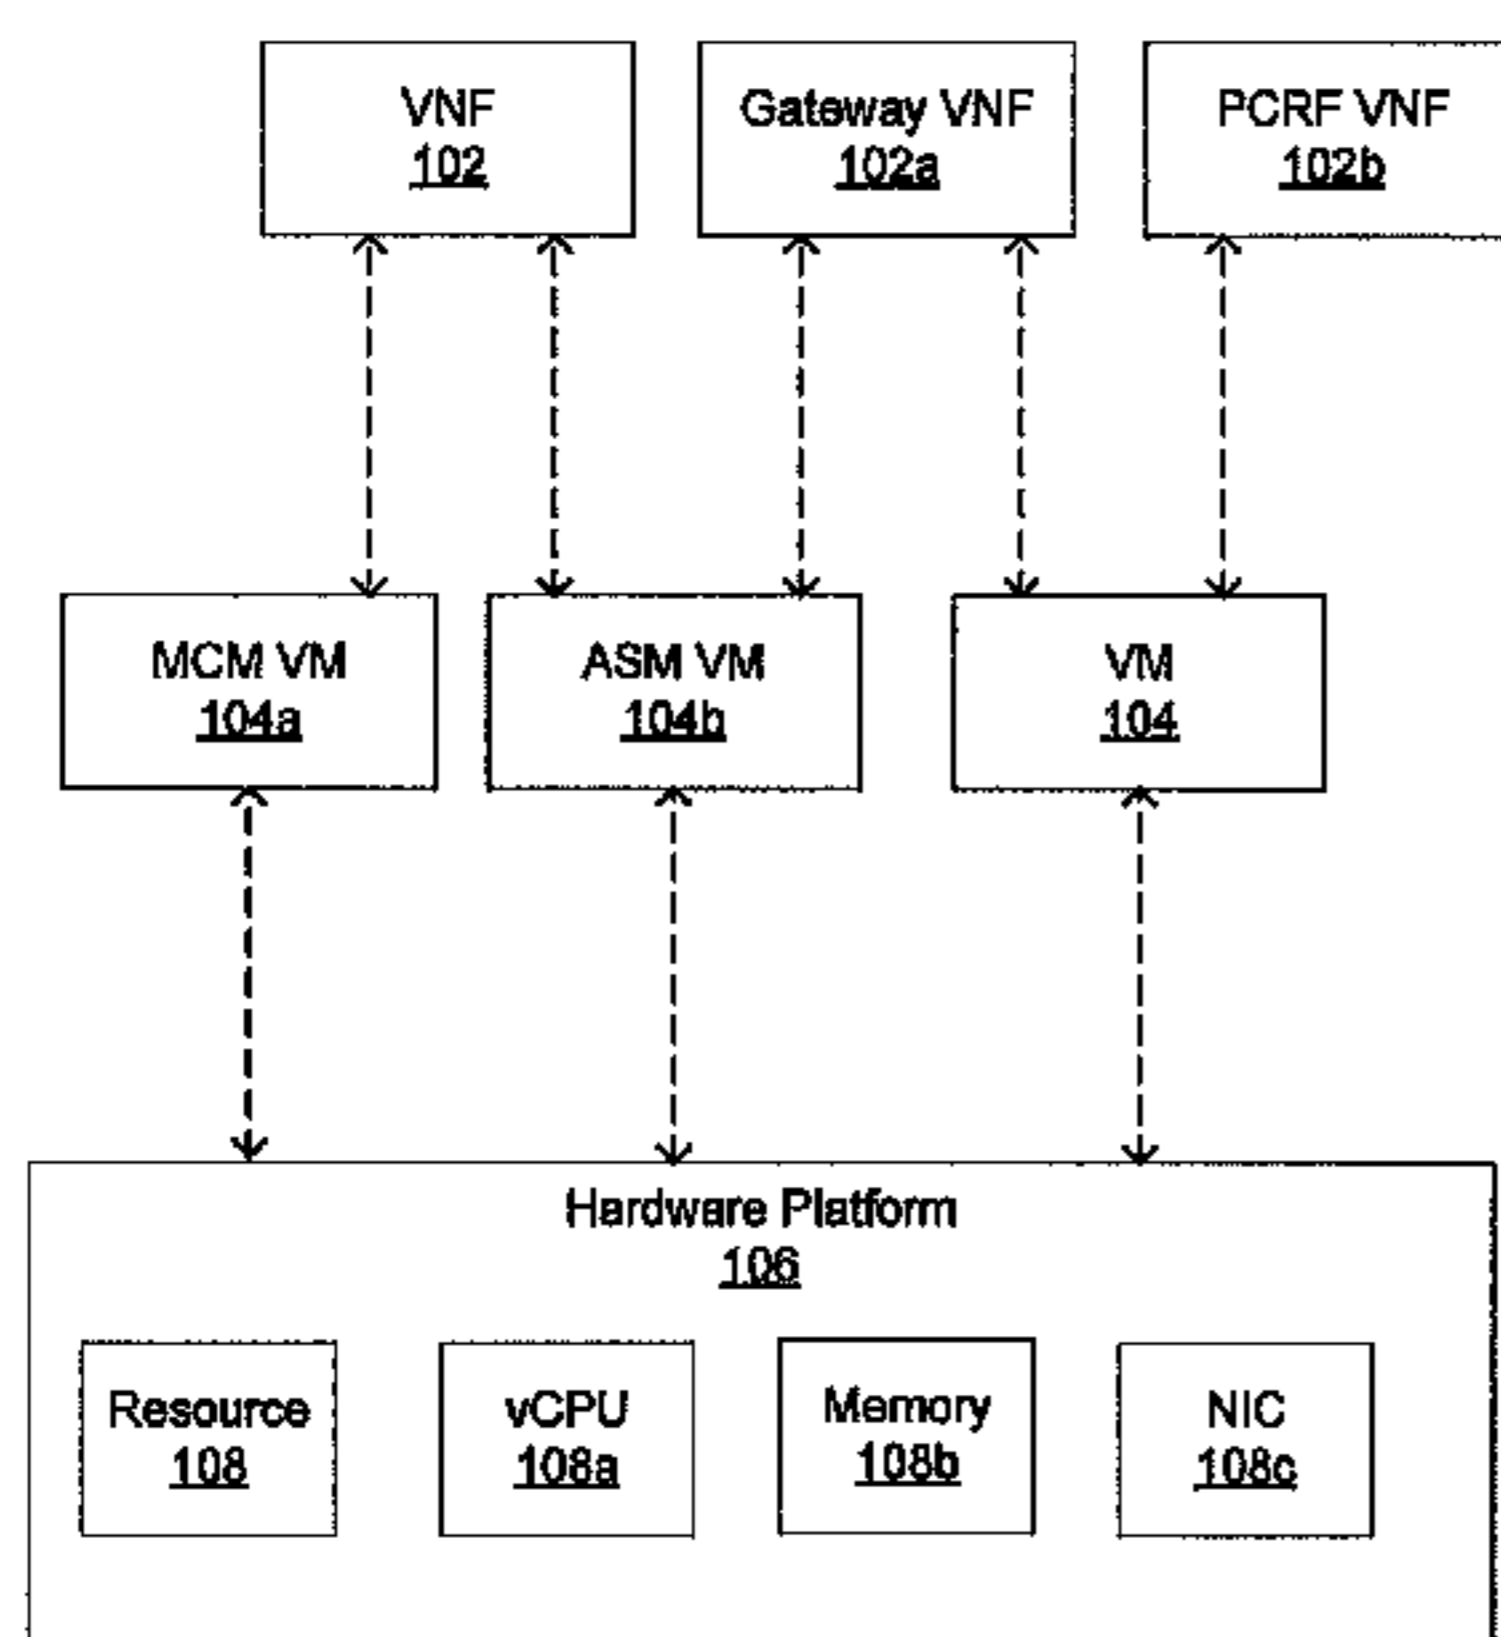 VNF
102
Gateway VNF
102a
PCRF VNF
102b
MCM VM
104a
ASM VM
104b
VM
104
Hardware Platform
106
Resource
108
vCPU
108a
Memory
108b
NIC
108c